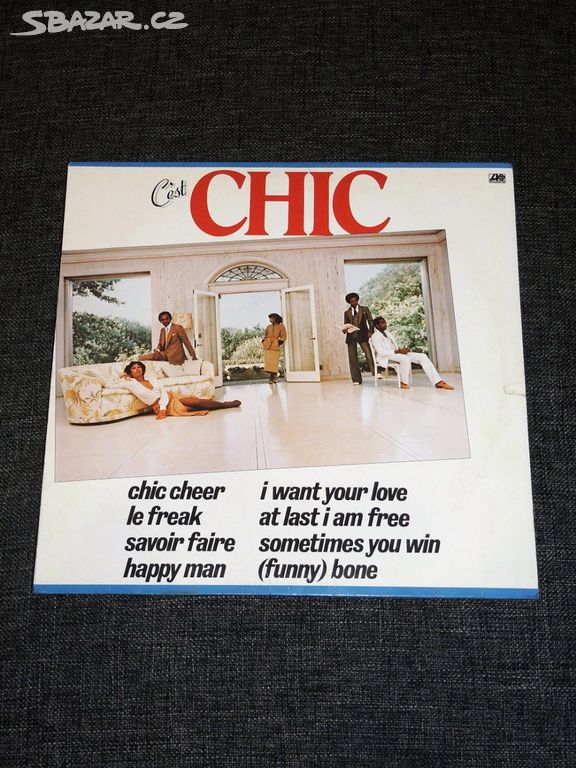 SBAZAR.CZ
C'est CHIC
chic cheer
le freak
savoir faire
happy man
i want your love
at last i am free
sometimes you win
(funny) bone